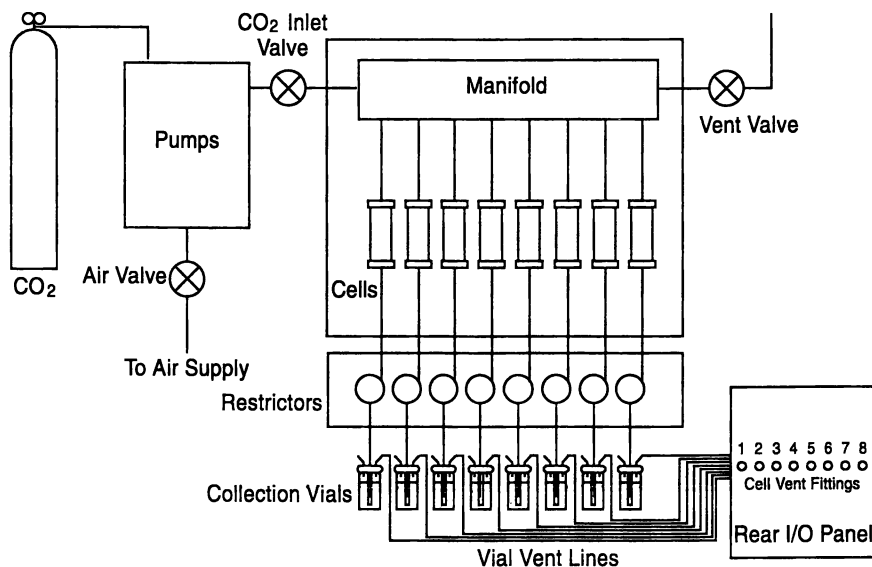 CO2 Inlet
Valve
Manifold
Pumps
Vent Valve
Air Valve
CO2
Cells
To Air Supply
Restrictors
1 2 3 4 5 6 7 8
Cell Vent Fittings
Collection Vials
Rear I/O Panel
Vial Vent Lines